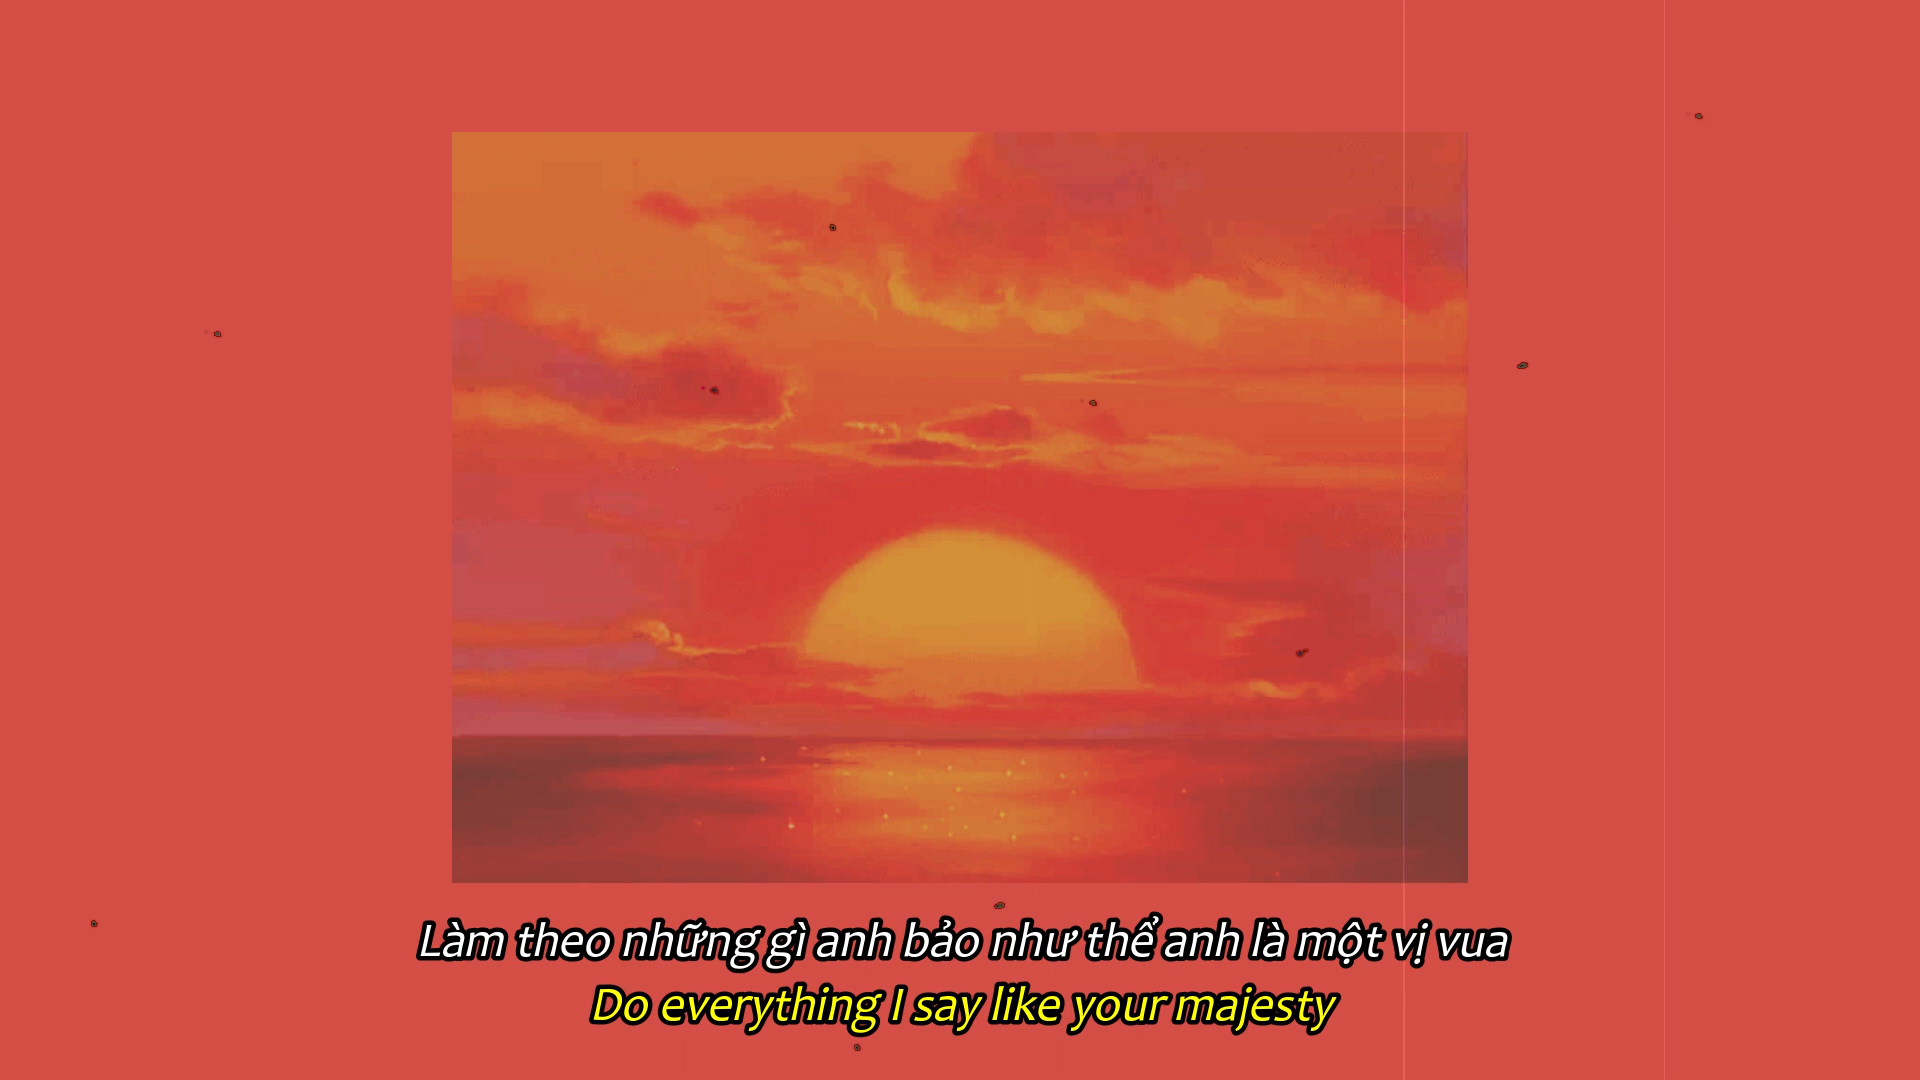 Làm theo những gì anh bảo như thể anh là một vị vua
Do everything I say like your majesty